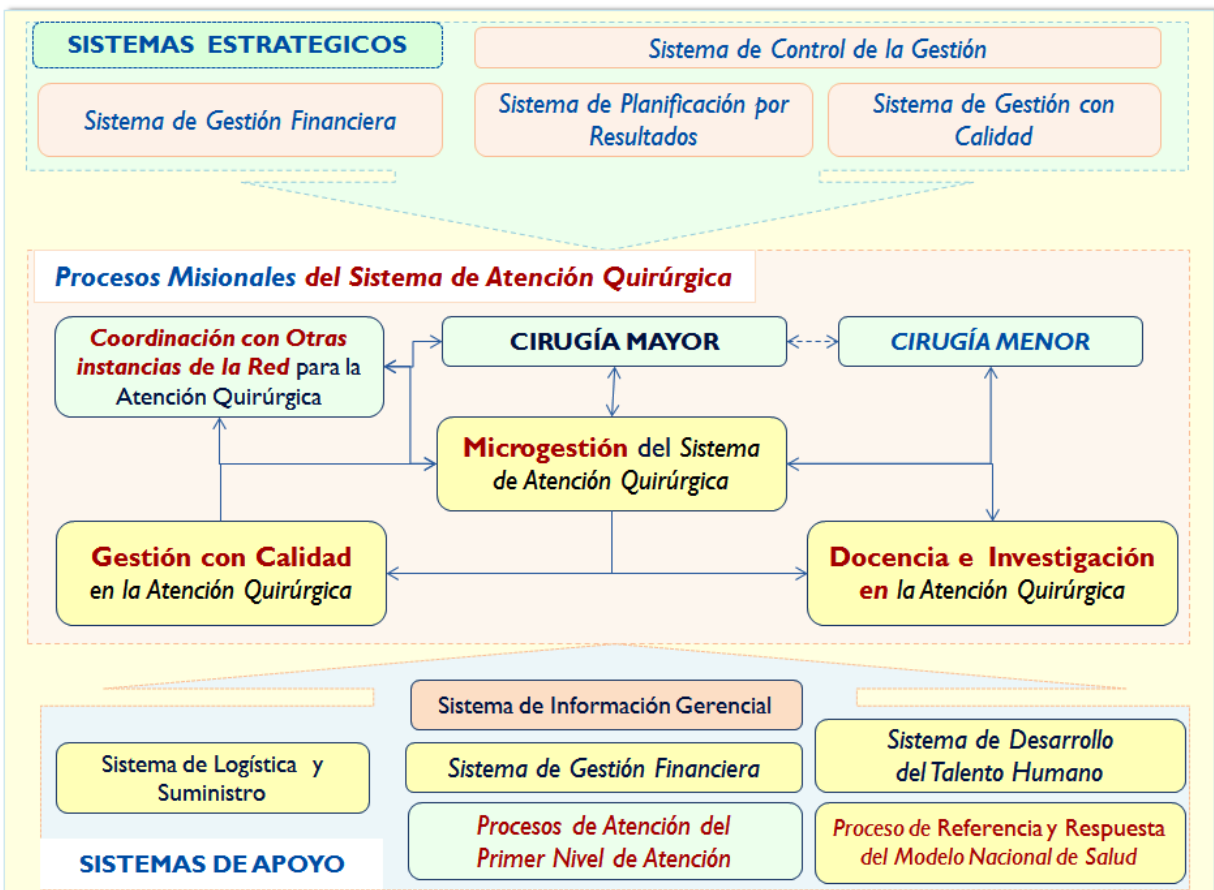 SISTEMAS ESTRATEGICOS
Sistema de Control de la Gestión
Sistema de Gestión Financiera
Sistema de Planificación por
Resultados
Sistema de Gestión con
Calidad
Procesos Misionales del Sistema de Atención Quirúrgica
Coordinación con Otras
instancias de la Red para la
Atención Quirúrgica
CIRUGÍA MAYOR
CIRUGÍA MENOR
Microgestión del Sistema
de Atención Quirúrgica
Gestión con Calidad
en la Atención Quirúrgica
Docencia e Investigación
en la Atención Quirúrgica
Sistema de Información Gerencial
Sistema de Logística y
Suministro
Sistema de Gestión Financiera
Sistema de Desarrollo
del Talento Humano
Procesos de Atención del
Primer Nivel de Atención
Proceso de Referencia y Respuesta
del Modelo Nacional de Salud
SISTEMAS DE APOYO